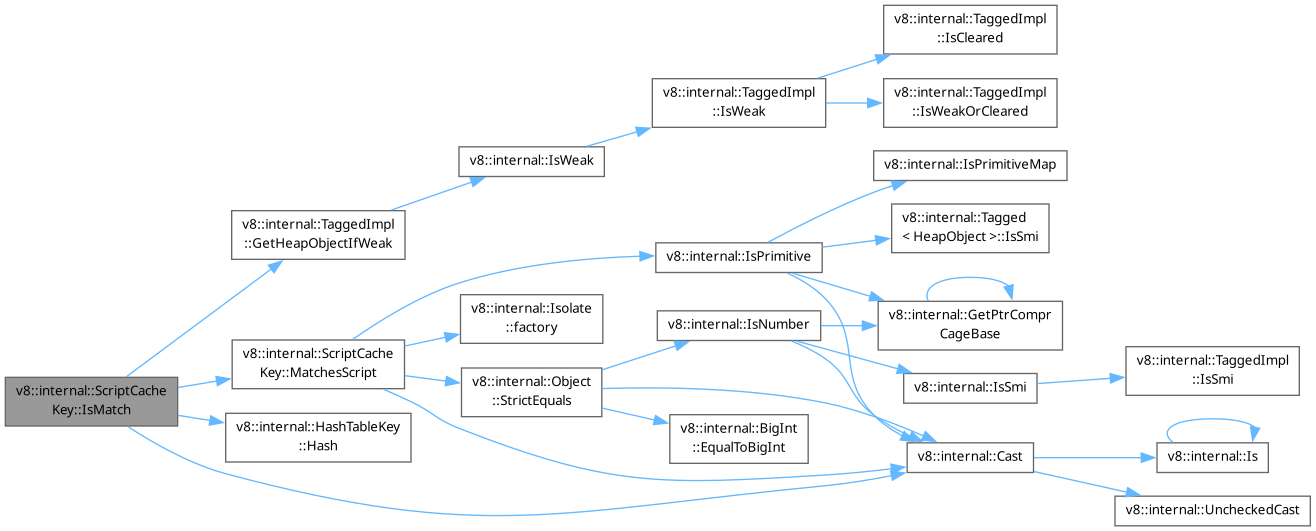 v8::internal::TaggedImpl
::IsCleared
v8::internal::TaggedImpl
::IsWeak
v8::internal::TaggedImpl
::IsWeakOrCleared
v8::internal::IsWeak
v8::internal::IsPrimitiveMap
v8::internal::TaggedImpl
::GetHeapObjectIfWeak
v8::internal::Tagged
< HeapObject >::IsSmi
v8::internal::IsPrimitive
v8::internal::Isolate
::factory
v8::internal::GetPtrCompr
CageBase
v8::internal::IsNumber
v8::internal::ScriptCache
Key::MatchesScript
v8::internal::TaggedImpl
::IsSmi
v8::internal::ScriptCache
Key::IsMatch
v8::internal::Object
::StrictEquals
v8::internal::IsSmi
v8::internal::HashTableKey
::Hash
v8::internal::BigInt
::EqualToBigInt
v8::internal::Cast
v8::internal::Is
v8::internal::UncheckedCast